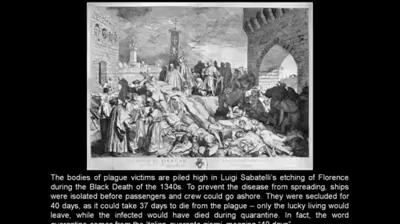 The bodies of plague victims are piled high in Luigi Sabatelli's etching of Florence
during the Black Death of the 1340s. To prevent the disease from spreading, ships
were isolated before passengers and crew could go ashore. They were secluded for
40 days, as it could take 37 days to die from the plague – only the lucky living would
leave, while the infected would have died during quarantine. In fact, the word